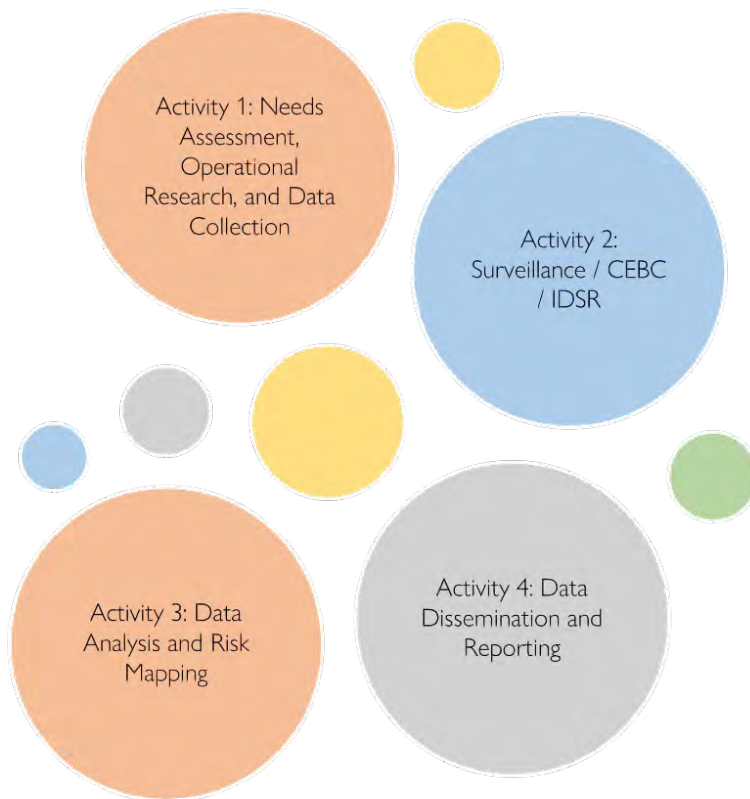 Activity 1: Needs
Assessment,
Operational
Research, and Data
Collection
Activity 2:
Surveillance / CEBC
/ IDSR
Activity 3: Data
Analysis and Risk
Mapping
Activity 4: Data
Dissemination and
Reporting